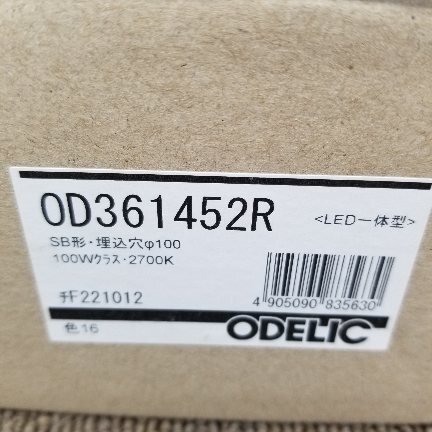 OD361452R <LED一体型>
SB形・埋込穴φ100
100Wクラス・2700K
チF221012
4 905090 835630
色16
ODELIC